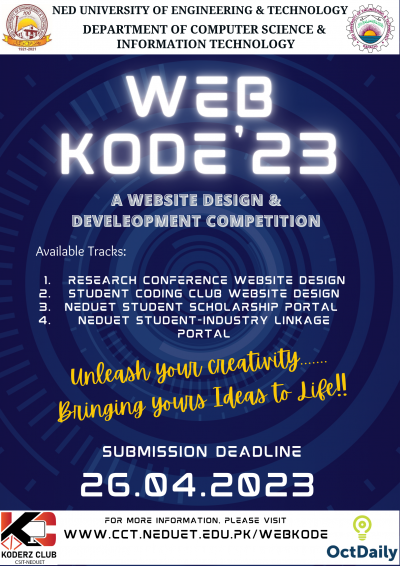 NED UNIVERSITY OF ENGINEERING & TECHNOLOGY
DEPARTMENT OF COMPUTER SCIENCE &
INFORMATION TECHNOLOGY
1921-2021
WEB
KODE'23
A WEBSITE DESIGN &
DEVELEOPMENT COMPETITION
Available Tracks:
1. RESEARCH CONFERENCE WEBSITE DESIGN
2. STUDENT CODING CLUB WEBSITE DESIGN
3. NEDUET STUDENT SCHOLARSHIP PORTAL
4. NEDUET STUDENT-INDUSTRY LINKAGE
PORTAL
Unleash your creativity.......
Bringing yours Ideas to Life!!
SUBMISSION DEADLINE
26.04.2023
FOR MORE INFORMATION, PLEASE VISIT
WWW.CCT.NEDUET.EDU.PK/WEBKODE
KODERZ CLUB
CSIT-NEDUET
OctDaily